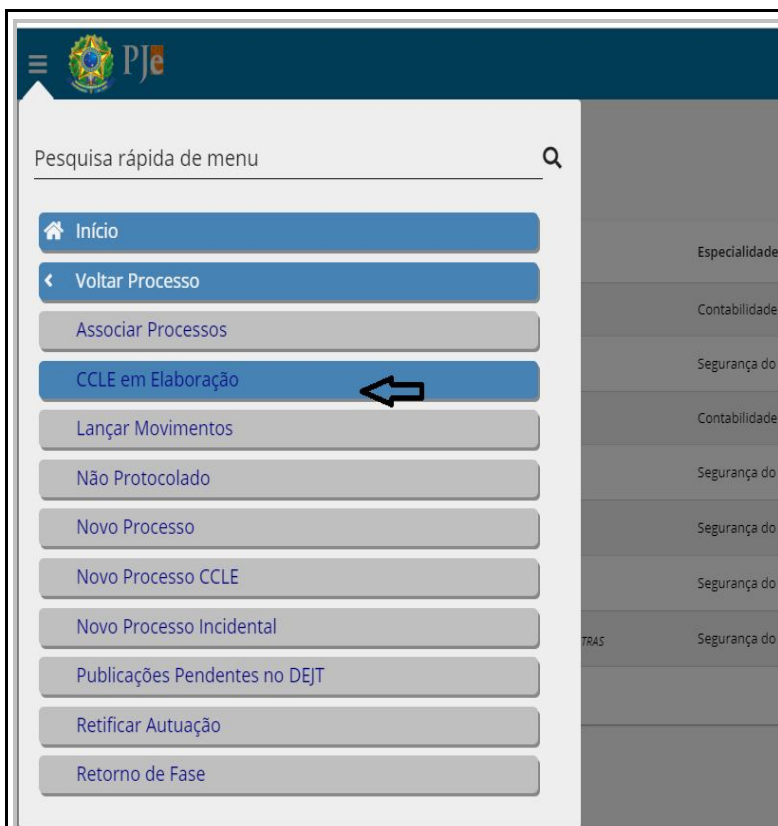 PJe
Pesquisa rápida de menu
Início
Voltar Processo
Associar Processos
CCLE em Elaboração
Lançar Movimentos
Não Protocolado
Novo Processo
Novo Processo CCLE
Novo Processo Incidental
Publicações Pendentes no DEJT
Retificar Autuação
Retorno de Fase
Especialidade
Contabilidade
Segurança do
Contabilidade
Segurança do
Segurança do
Segurança do
TRAS Segurança do